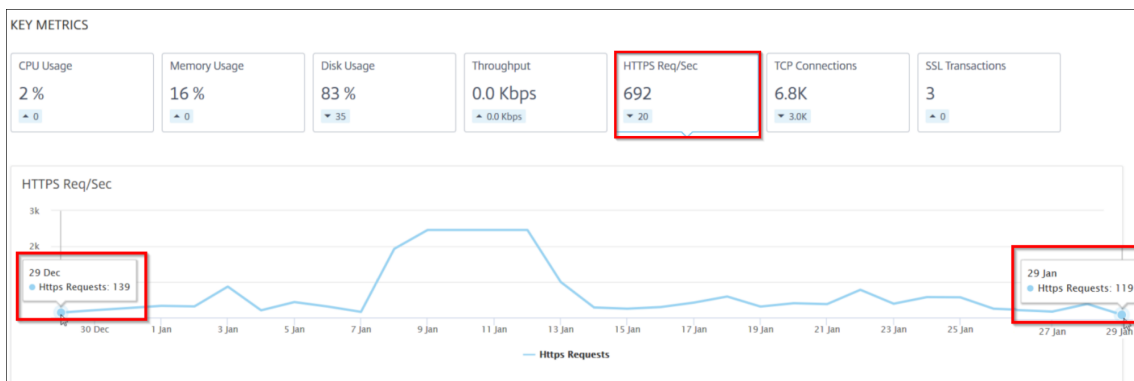 KEY METRICS
CPU Usage
2 %
▲ 0
Memory Usage
16 %
▲ 0
Disk Usage
83 %
▼ 35
Throughput
0.0 Kbps
▲ 0.0 Kbps
HTTPS Req/Sec
692
▼ 20
TCP Connections
6.8K
▼ 3.0K
SSL Transactions
3
▲ 0
HTTPS Req/Sec
3k
2k
29 Dec
Https Requests: 139
29 Jan
Https Requests: 119
30 Dec 1 Jan 3 Jan 5 Jan 7 Jan 9 Jan 11 Jan 13 Jan 15 Jan 17 Jan 19 Jan 21 Jan 23 Jan 25 Jan 27 Jan 29 Jan
Https Requests